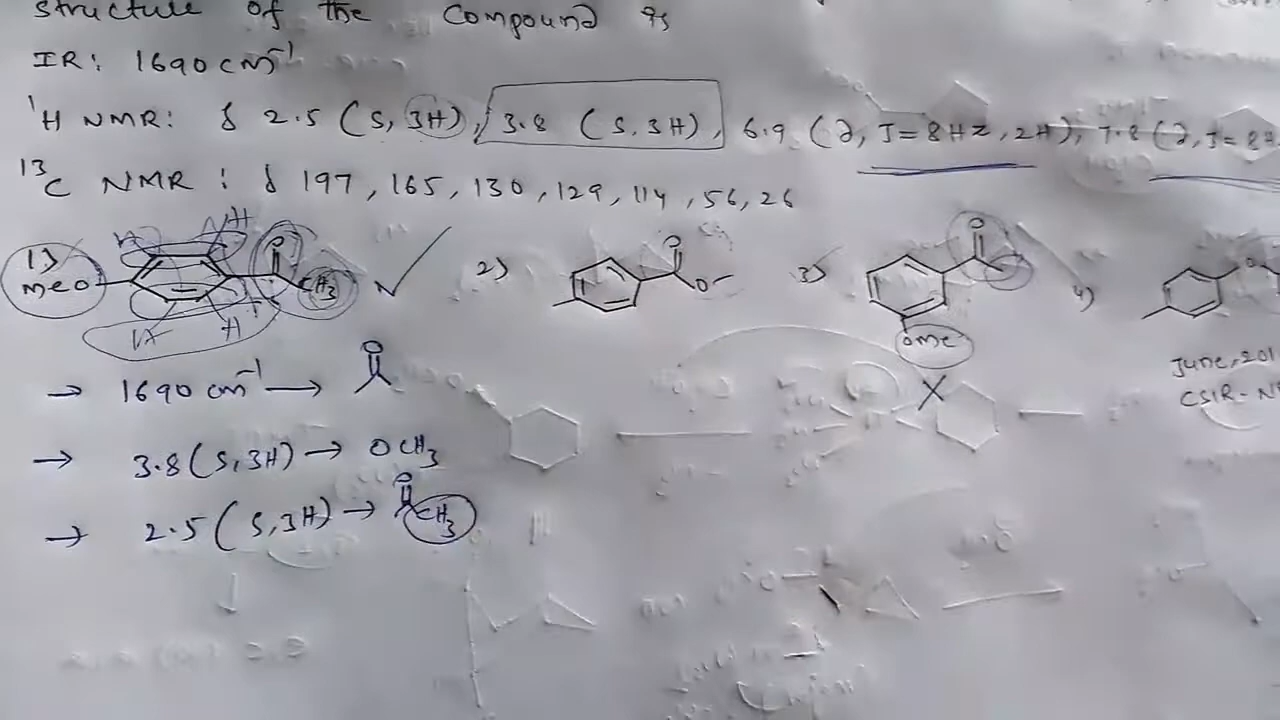 structure of the Compound is
IR: 1690 cm⁻¹
¹H NMR: δ 2.5 (s, 3H), 3.8 (s, 3H), 6.9 (d, J=8Hz, 2H), 7.8 (d, J=8
¹³C NMR: δ 197, 165, 130, 129, 114, 56, 26
1) MeO H H O CH₃ H H
2) O O
3) O OMe
4) O
June, 201
CSIR-N
→ 1690 cm⁻¹ → O
→ 3.8 (s, 3H) → OCH₃
→ 2.5 (s, 3H) → O CH₃